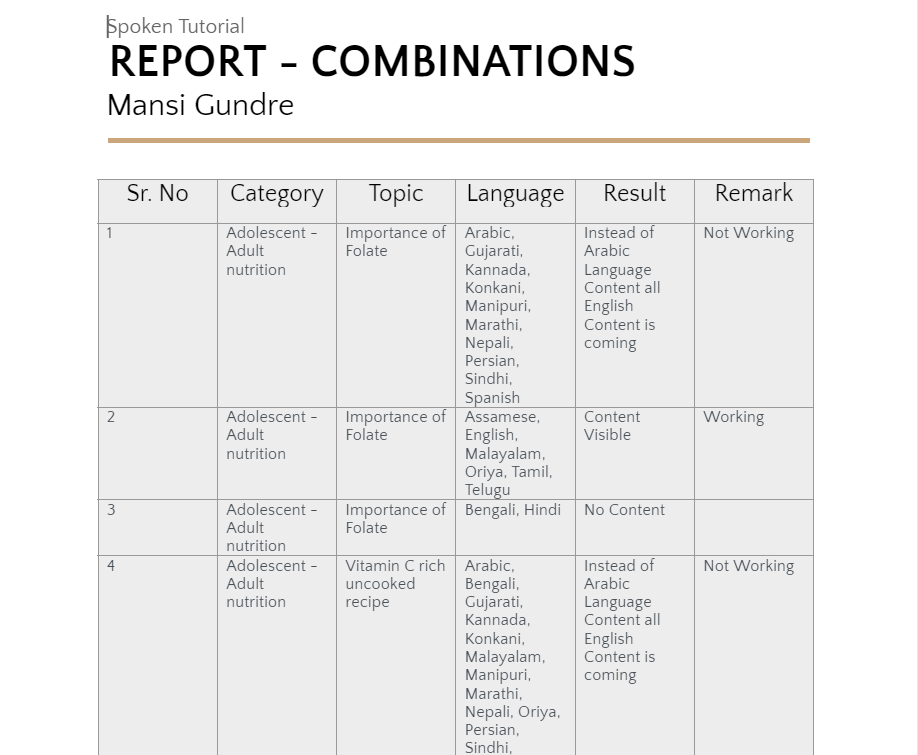 Spoken Tutorial
REPORT – COMBINATIONS
Mansi Gundre
Sr. No Category Topic Language Result Remark
1
Adolescent –
Adult
nutrition
Importance of
Folate
Arabic,
Gujarati,
Kannada,
Konkani,
Manipuri,
Marathi,
Nepali,
Persian,
Sindhi,
Spanish
Instead of
Arabic
Language
Content all
English
Content is
coming
Not Working
2
Adolescent –
Adult
nutrition
Importance of
Folate
Assamese,
English,
Malayalam,
Oriya, Tamil,
Telugu
Content
Visible
Working
3
Adolescent –
Adult
nutrition
Importance of
Folate
Bengali, Hindi
No Content
4
Adolescent –
Adult
nutrition
Vitamin C rich
uncooked
recipe
Arabic,
Bengali,
Gujarati,
Kannada,
Konkani,
Malayalam,
Manipuri,
Marathi,
Nepali, Oriya,
Persian,
Sindhi,
Instead of
Arabic
Language
Content all
English
Content is
coming
Not Working